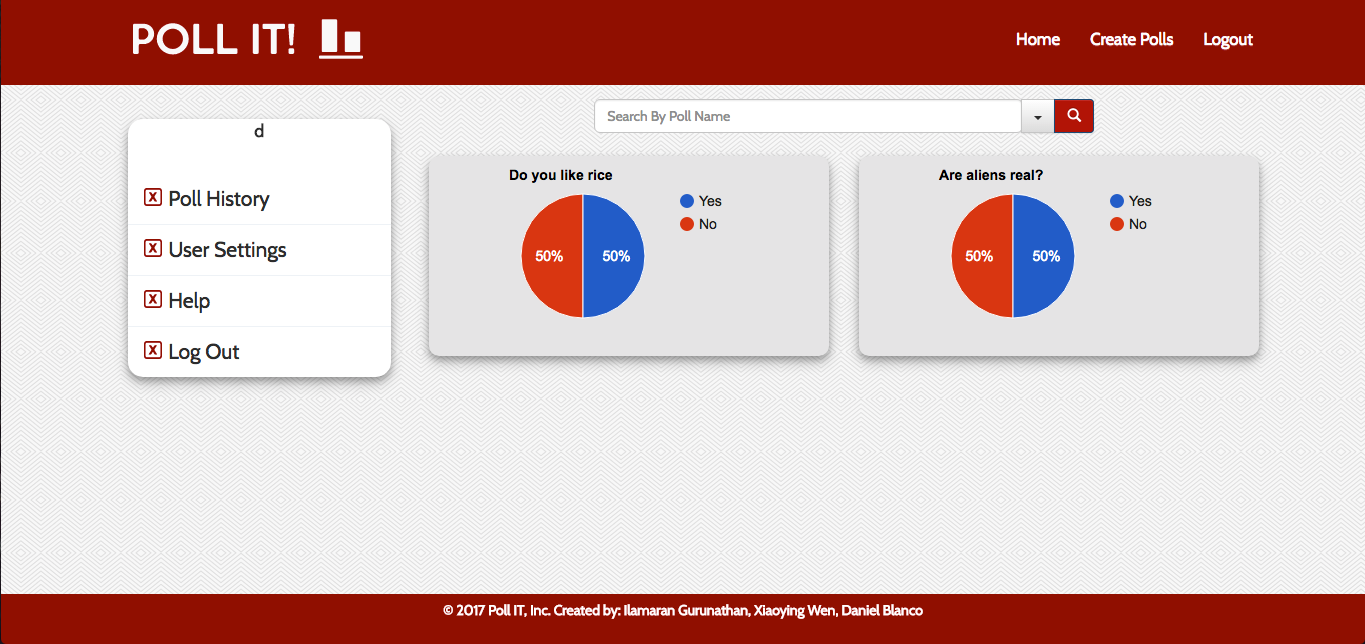 POLL IT!
Home Create Polls Logout
Search By Poll Name
d
Poll History
User Settings
Help
Log Out
Do you like rice
Yes
No
50% 50%
Are aliens real?
Yes
No
50% 50%
© 2017 Poll IT, Inc. Created by: Ilamaran Gurunathan, Xiaoying Wen, Daniel Blanco